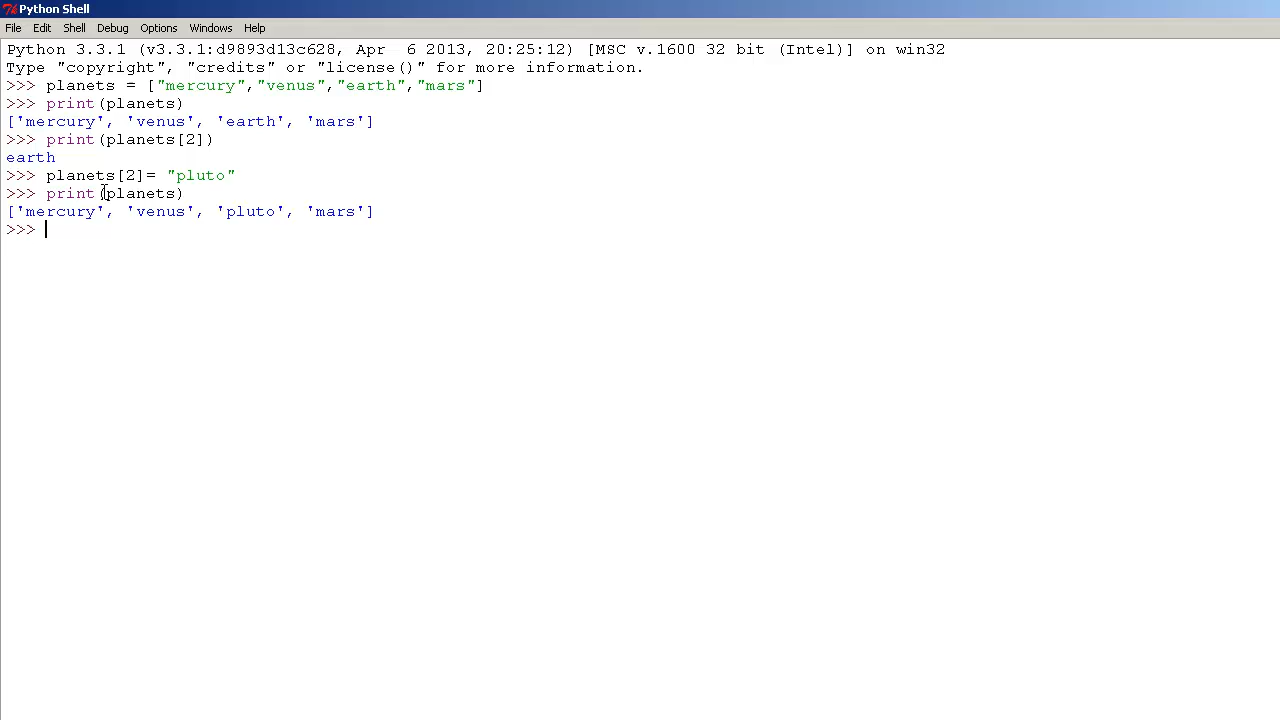 Python Shell
File Edit Shell Debug Options Windows Help
Python 3.3.1 (v3.3.1:d9893d13c628, Apr  6 2013, 20:25:12) [MSC v.1600 32 bit (Intel)] on win32
Type "copyright", "credits" or "license()" for more information.
>>> planets = ["mercury","venus","earth","mars"]
>>> print(planets)
['mercury', 'venus', 'earth', 'mars']
>>> print(planets[2])
earth
>>> planets[2]= "pluto"
>>> print(planets)
['mercury', 'venus', 'pluto', 'mars']
>>>